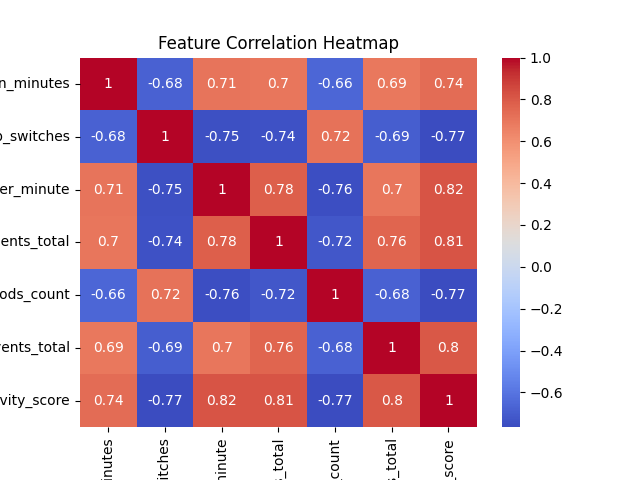 Feature Correlation Heatmap
n_minutes 1 -0.68 0.71 0.7 -0.66 0.69 0.74
_switches -0.68 1 -0.75 -0.74 0.72 -0.69 -0.77
er_minute 0.71 -0.75 1 0.78 -0.76 0.7 0.82
ents_total 0.7 -0.74 0.78 1 -0.72 0.76 0.81
ods_count -0.66 0.72 -0.76 -0.72 1 -0.68 -0.77
ents_total 0.69 -0.69 0.7 0.76 -0.68 1 0.8
vity_score 0.74 -0.77 0.82 0.81 -0.77 0.8 1
inutes
itches
minute
_total
count
_total
_score
1.0
0.8
0.6
0.4
0.2
0.0
−0.2
−0.4
−0.6